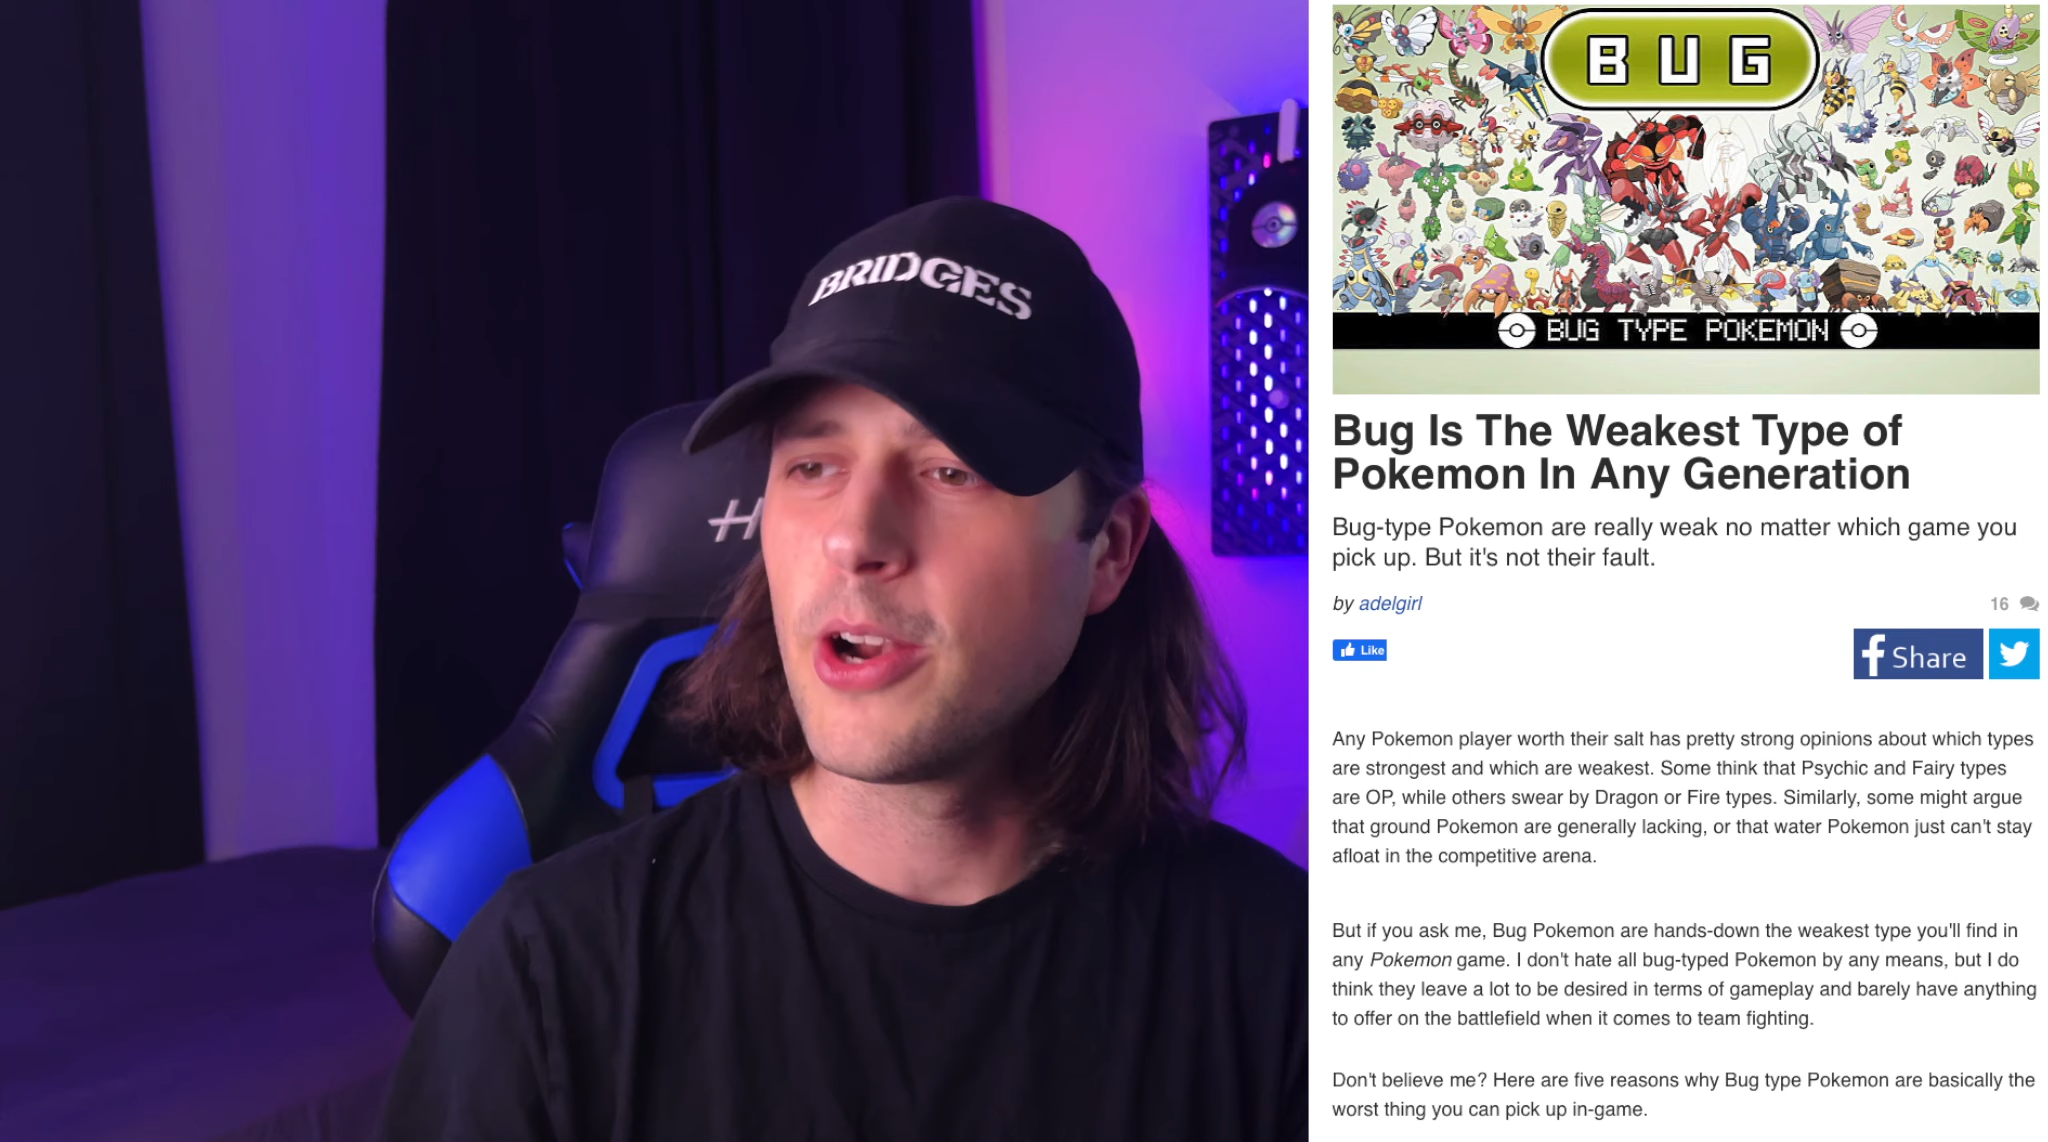 BRIDGES
H
BUG
BUG TYPE POKEMON
Bug Is The Weakest Type of
Pokemon In Any Generation
Bug-type Pokemon are really weak no matter which game you
pick up. But it's not their fault.
by adelgirl
16
Like
f Share
Any Pokemon player worth their salt has pretty strong opinions about which types
are strongest and which are weakest. Some think that Psychic and Fairy types
are OP, while others swear by Dragon or Fire types. Similarly, some might argue
that ground Pokemon are generally lacking, or that water Pokemon just can't stay
afloat in the competitive arena.
But if you ask me, Bug Pokemon are hands-down the weakest type you'll find in
any Pokemon game. I don't hate all bug-typed Pokemon by any means, but I do
think they leave a lot to be desired in terms of gameplay and barely have anything
to offer on the battlefield when it comes to team fighting.
Don't believe me? Here are five reasons why Bug type Pokemon are basically the
worst thing you can pick up in-game.